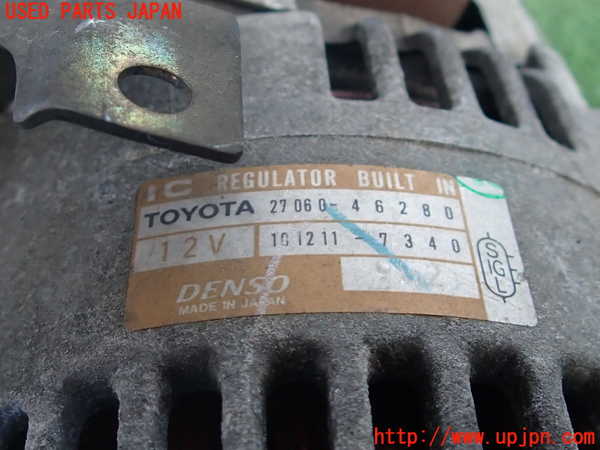 USED PARTS JAPAN
IC REGULATOR BUILT IN
TOYOTA 27060-46280
12V 101211-7340
DENSO
MADE IN JAPAN
S
G
L
http://www.upjpn.com